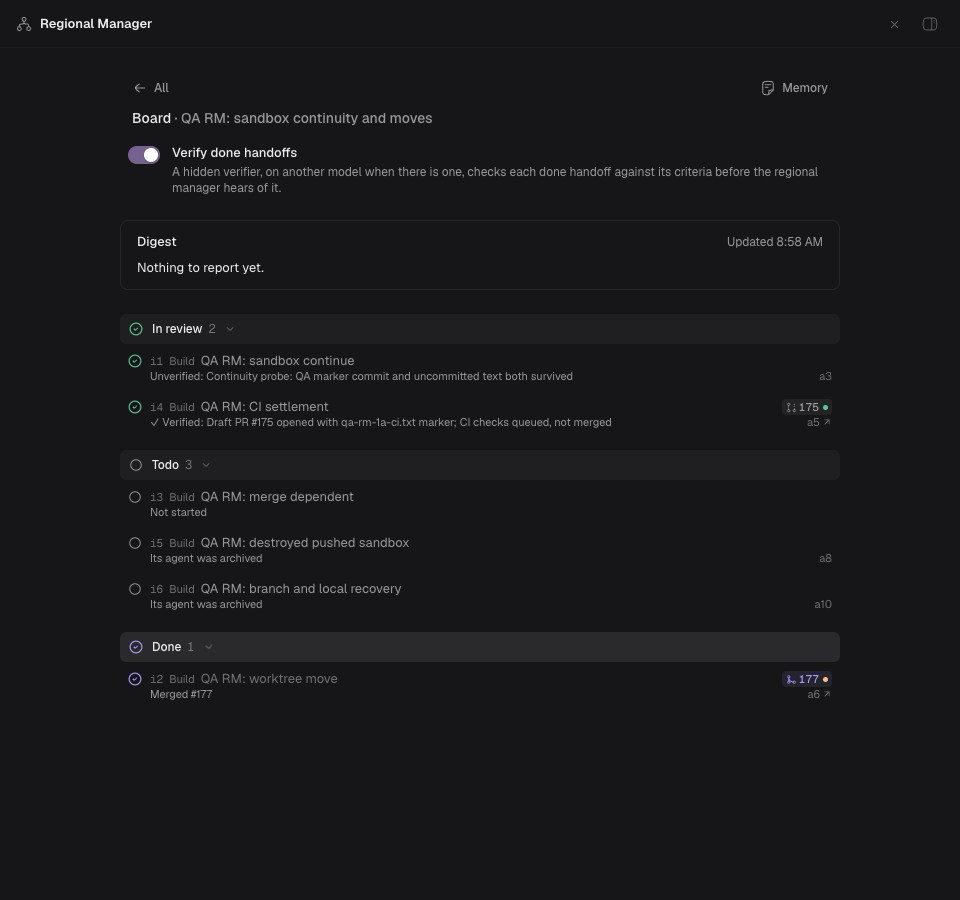 Regional Manager
All
Memory
Board · QA RM: sandbox continuity and moves
Verify done handoffs
A hidden verifier, on another model when there is one, checks each done handoff against its criteria before the regional
manager hears of it.
Digest
Updated 8:58 AM
Nothing to report yet.
In review 2
i1 Build QA RM: sandbox continue
Unverified: Continuity probe: QA marker commit and uncommitted text both survived
a3
i4 Build QA RM: CI settlement
175
✓ Verified: Draft PR #175 opened with qa-rm-1a-ci.txt marker; CI checks queued, not merged
a5 ↗
Todo 3
i3 Build QA RM: merge dependent
Not started
i5 Build QA RM: destroyed pushed sandbox
Its agent was archived
a8
i6 Build QA RM: branch and local recovery
Its agent was archived
a10
Done 1
i2 Build QA RM: worktree move
177
Merged #177
a6 ↗